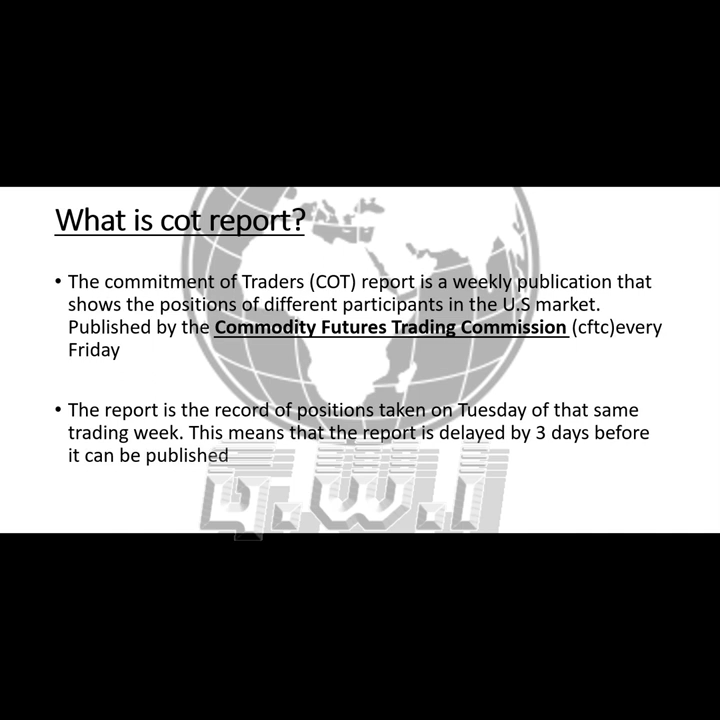 What is cot report?
• The commitment of Traders (COT) report is a weekly publication that
shows the positions of different participants in the U.S market.
Published by the Commodity Futures Trading Commission (cftc)every
Friday
• The report is the record of positions taken on Tuesday of that same
trading week. This means that the report is delayed by 3 days before
it can be published